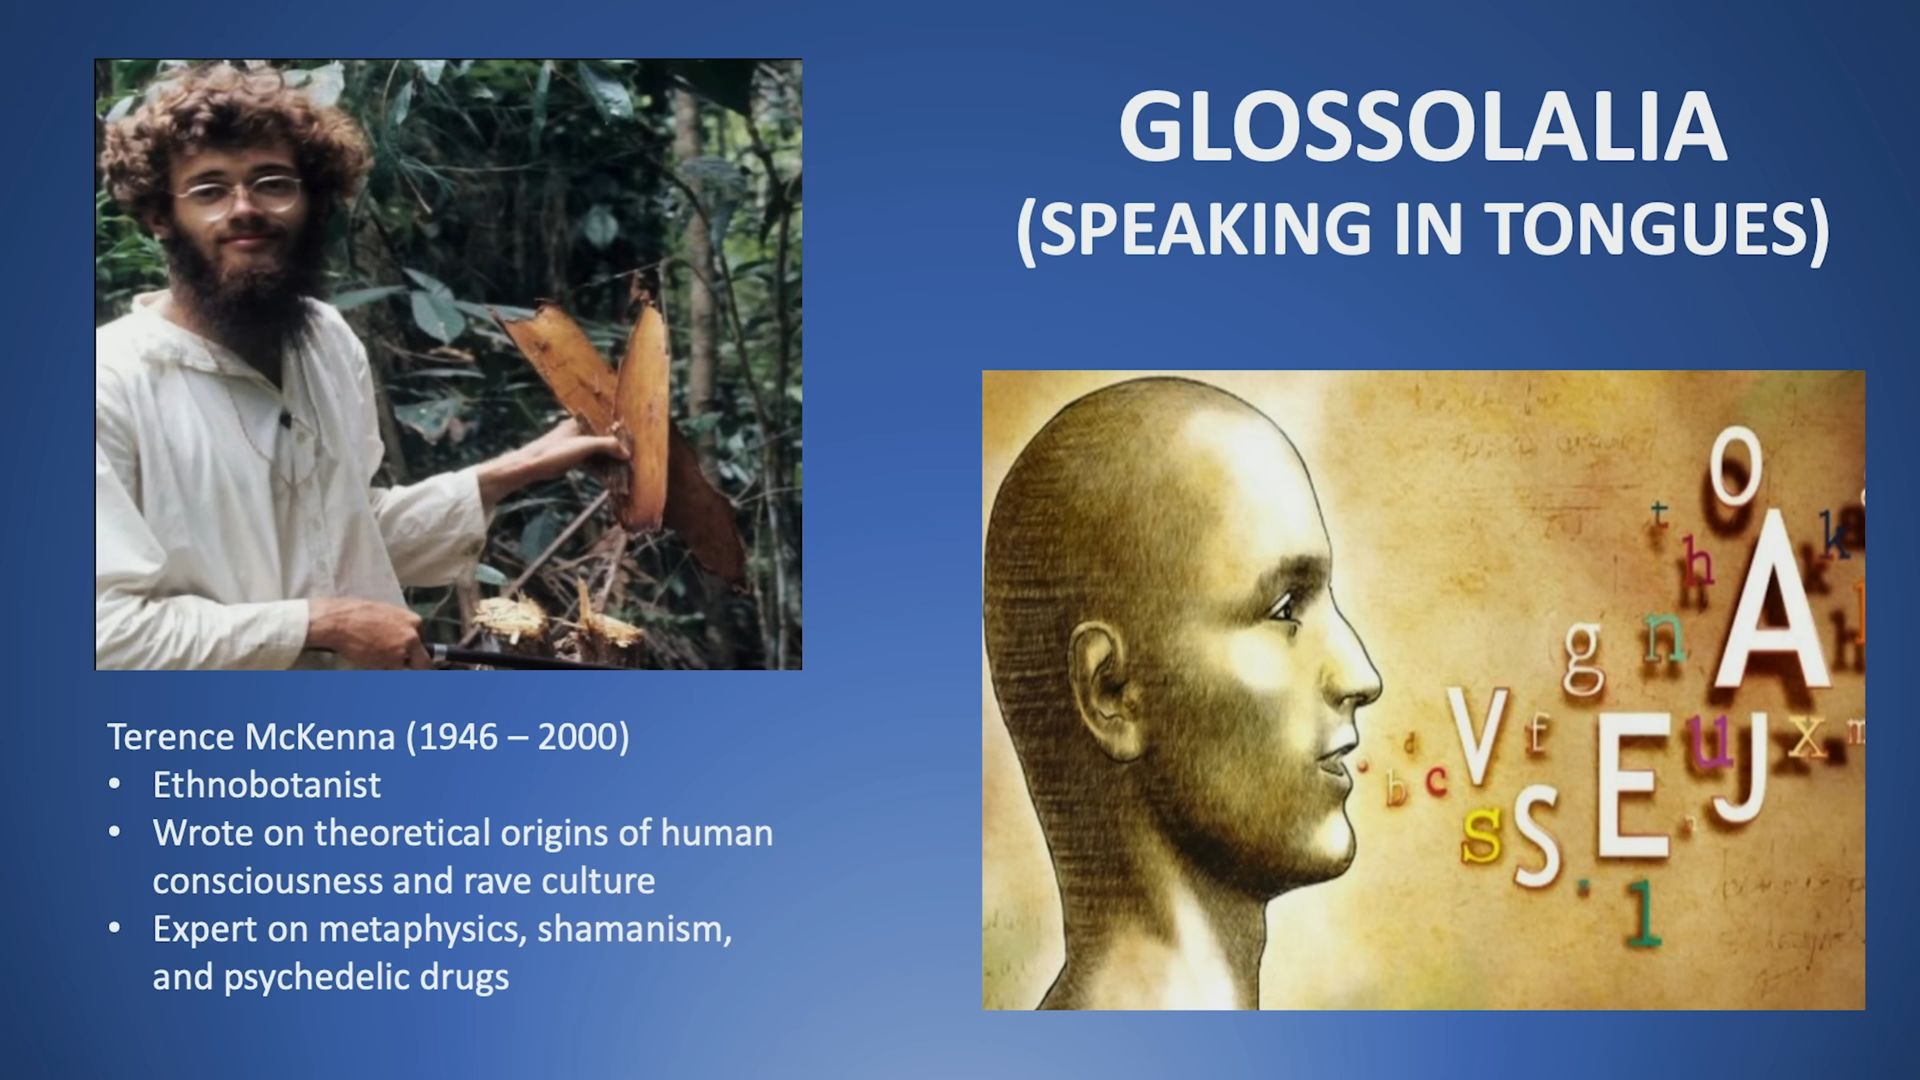 GLOSSOLALIA
(SPEAKING IN TONGUES)
Terence McKenna (1946 – 2000)
• Ethnobotanist
• Wrote on theoretical origins of human
consciousness and rave culture
• Expert on metaphysics, shamanism,
and psychedelic drugs
O
t
h
k
A
g
n
V
f
E
u
J
x
m
d
b
c
s
S
l